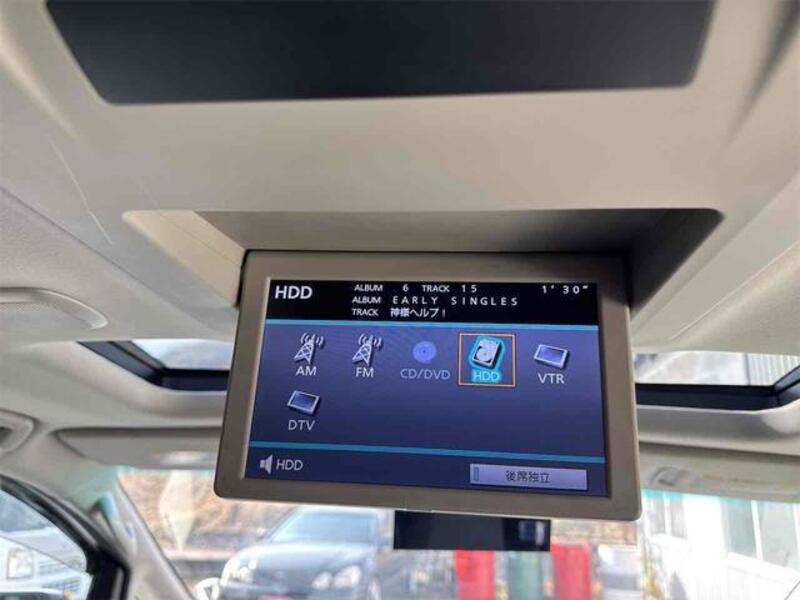 HDD
ALBUM 6 TRACK 15 1'30"
ALBUM EARLY SINGLES
TRACK 神様ヘルプ!
AM FM CD/DVD HDD VTR
DTV
HDD 後席独立